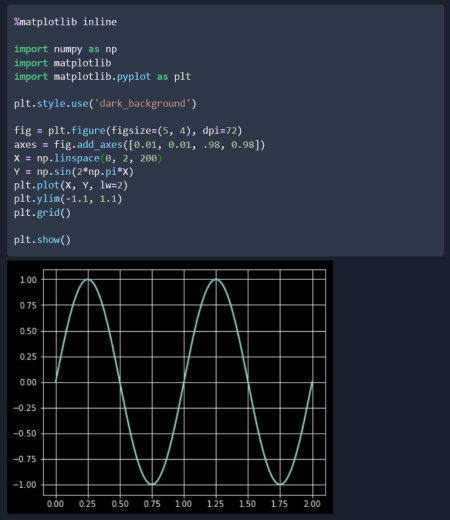 %matplotlib inline
import numpy as np
import matplotlib
import matplotlib.pyplot as plt
plt.style.use('dark_background')
fig = plt.figure(figsize=(5, 4), dpi=72)
axes = fig.add_axes([0.01, 0.01, .98, 0.98])
X = np.linspace(0, 2, 200)
Y = np.sin(2*np.pi*X)
plt.plot(X, Y, lw=2)
plt.ylim(-1.1, 1.1)
plt.grid()
plt.show()
1.00
0.75
0.50
0.25
0.00
−0.25
−0.50
−0.75
−1.00
0.00 0.25 0.50 0.75 1.00 1.25 1.50 1.75 2.00